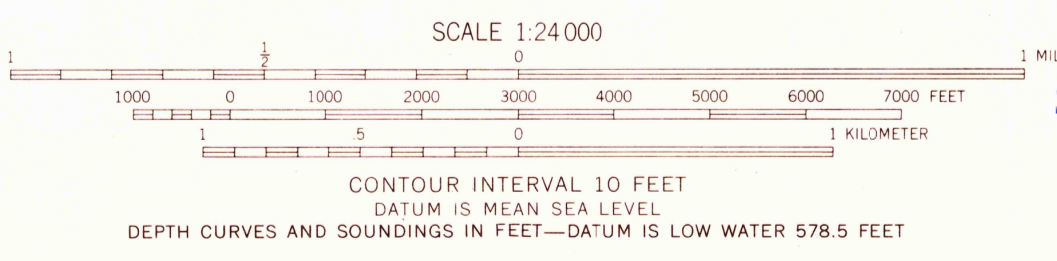 SCALE 1:24 000
1 1/2 0 1 MIL
1000 0 1000 2000 3000 4000 5000 6000 7000 FEET
1 .5 0 1 KILOMETER
CONTOUR INTERVAL 10 FEET
DATUM IS MEAN SEA LEVEL
DEPTH CURVES AND SOUNDINGS IN FEET—DATUM IS LOW WATER 578.5 FEET